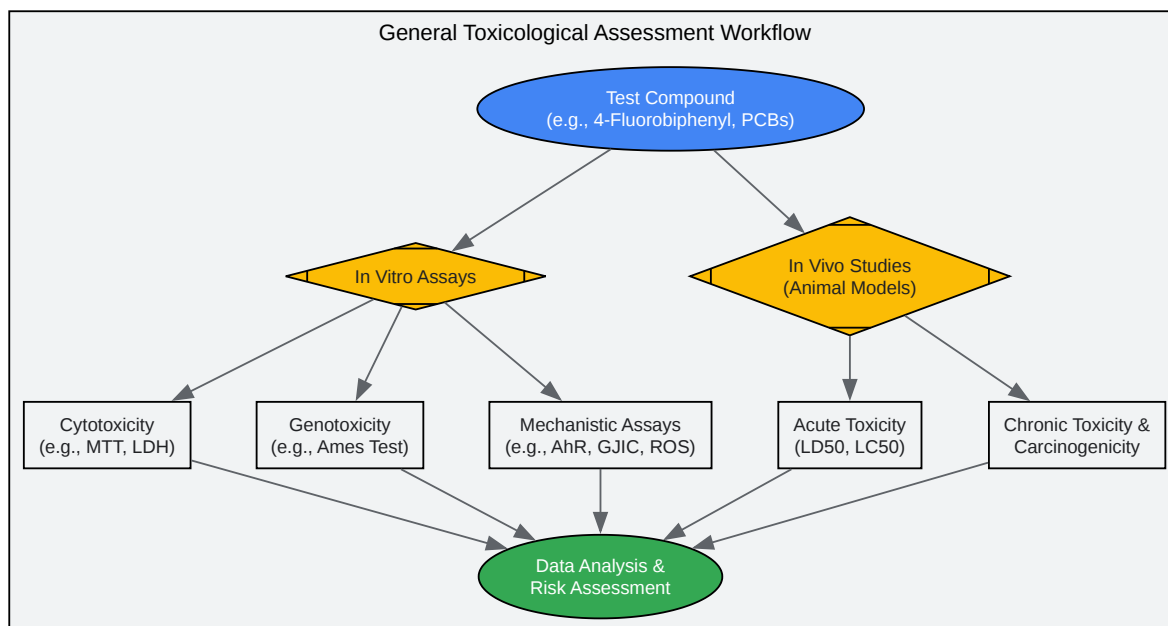 General Toxicological Assessment Workflow
Test Compound
(e.g., 4-Fluorobiphenyl, PCBs)
In Vitro Assays
In Vivo Studies
(Animal Models)
Cytotoxicity
(e.g., MTT, LDH)
Genotoxicity
(e.g., Ames Test)
Mechanistic Assays
(e.g., AhR, GJIC, ROS)
Acute Toxicity
(LD50, LC50)
Chronic Toxicity &
Carcinogenicity
Data Analysis &
Risk Assessment